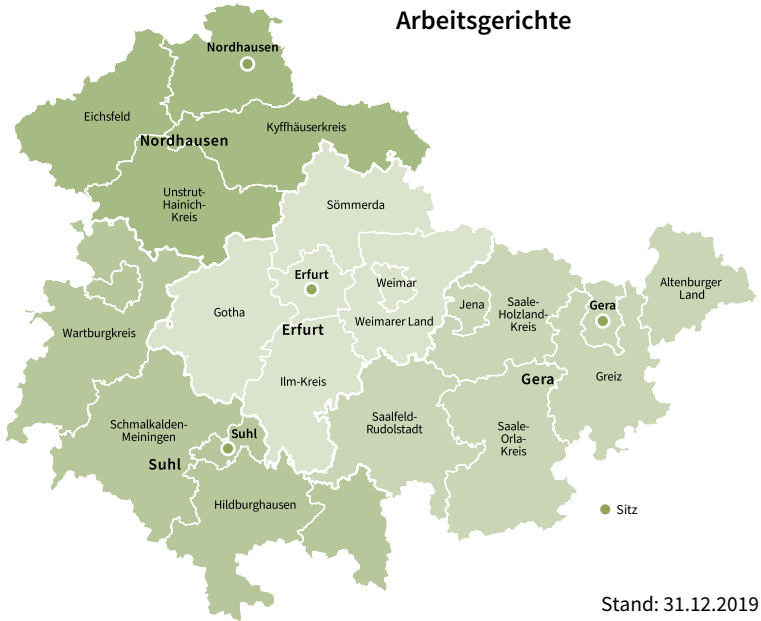 Arbeitsgerichte
Nordhausen
Eichsfeld
Kyffhäuserkreis
Nordhausen
Unstrut-
Hainich-
Kreis
Sömmerda
Erfurt
Weimar
Altenburger
Land
Gotha
Jena
Saale-
Holzland-
Kreis
Gera
Wartburgkreis
Erfurt
Weimarer Land
Ilm-Kreis
Gera
Greiz
Schmalkalden-
Meiningen
Suhl
Saalfeld-
Rudolstadt
Saale-
Orla-
Kreis
Suhl
Hildburghausen
Sitz
Stand: 31.12.2019